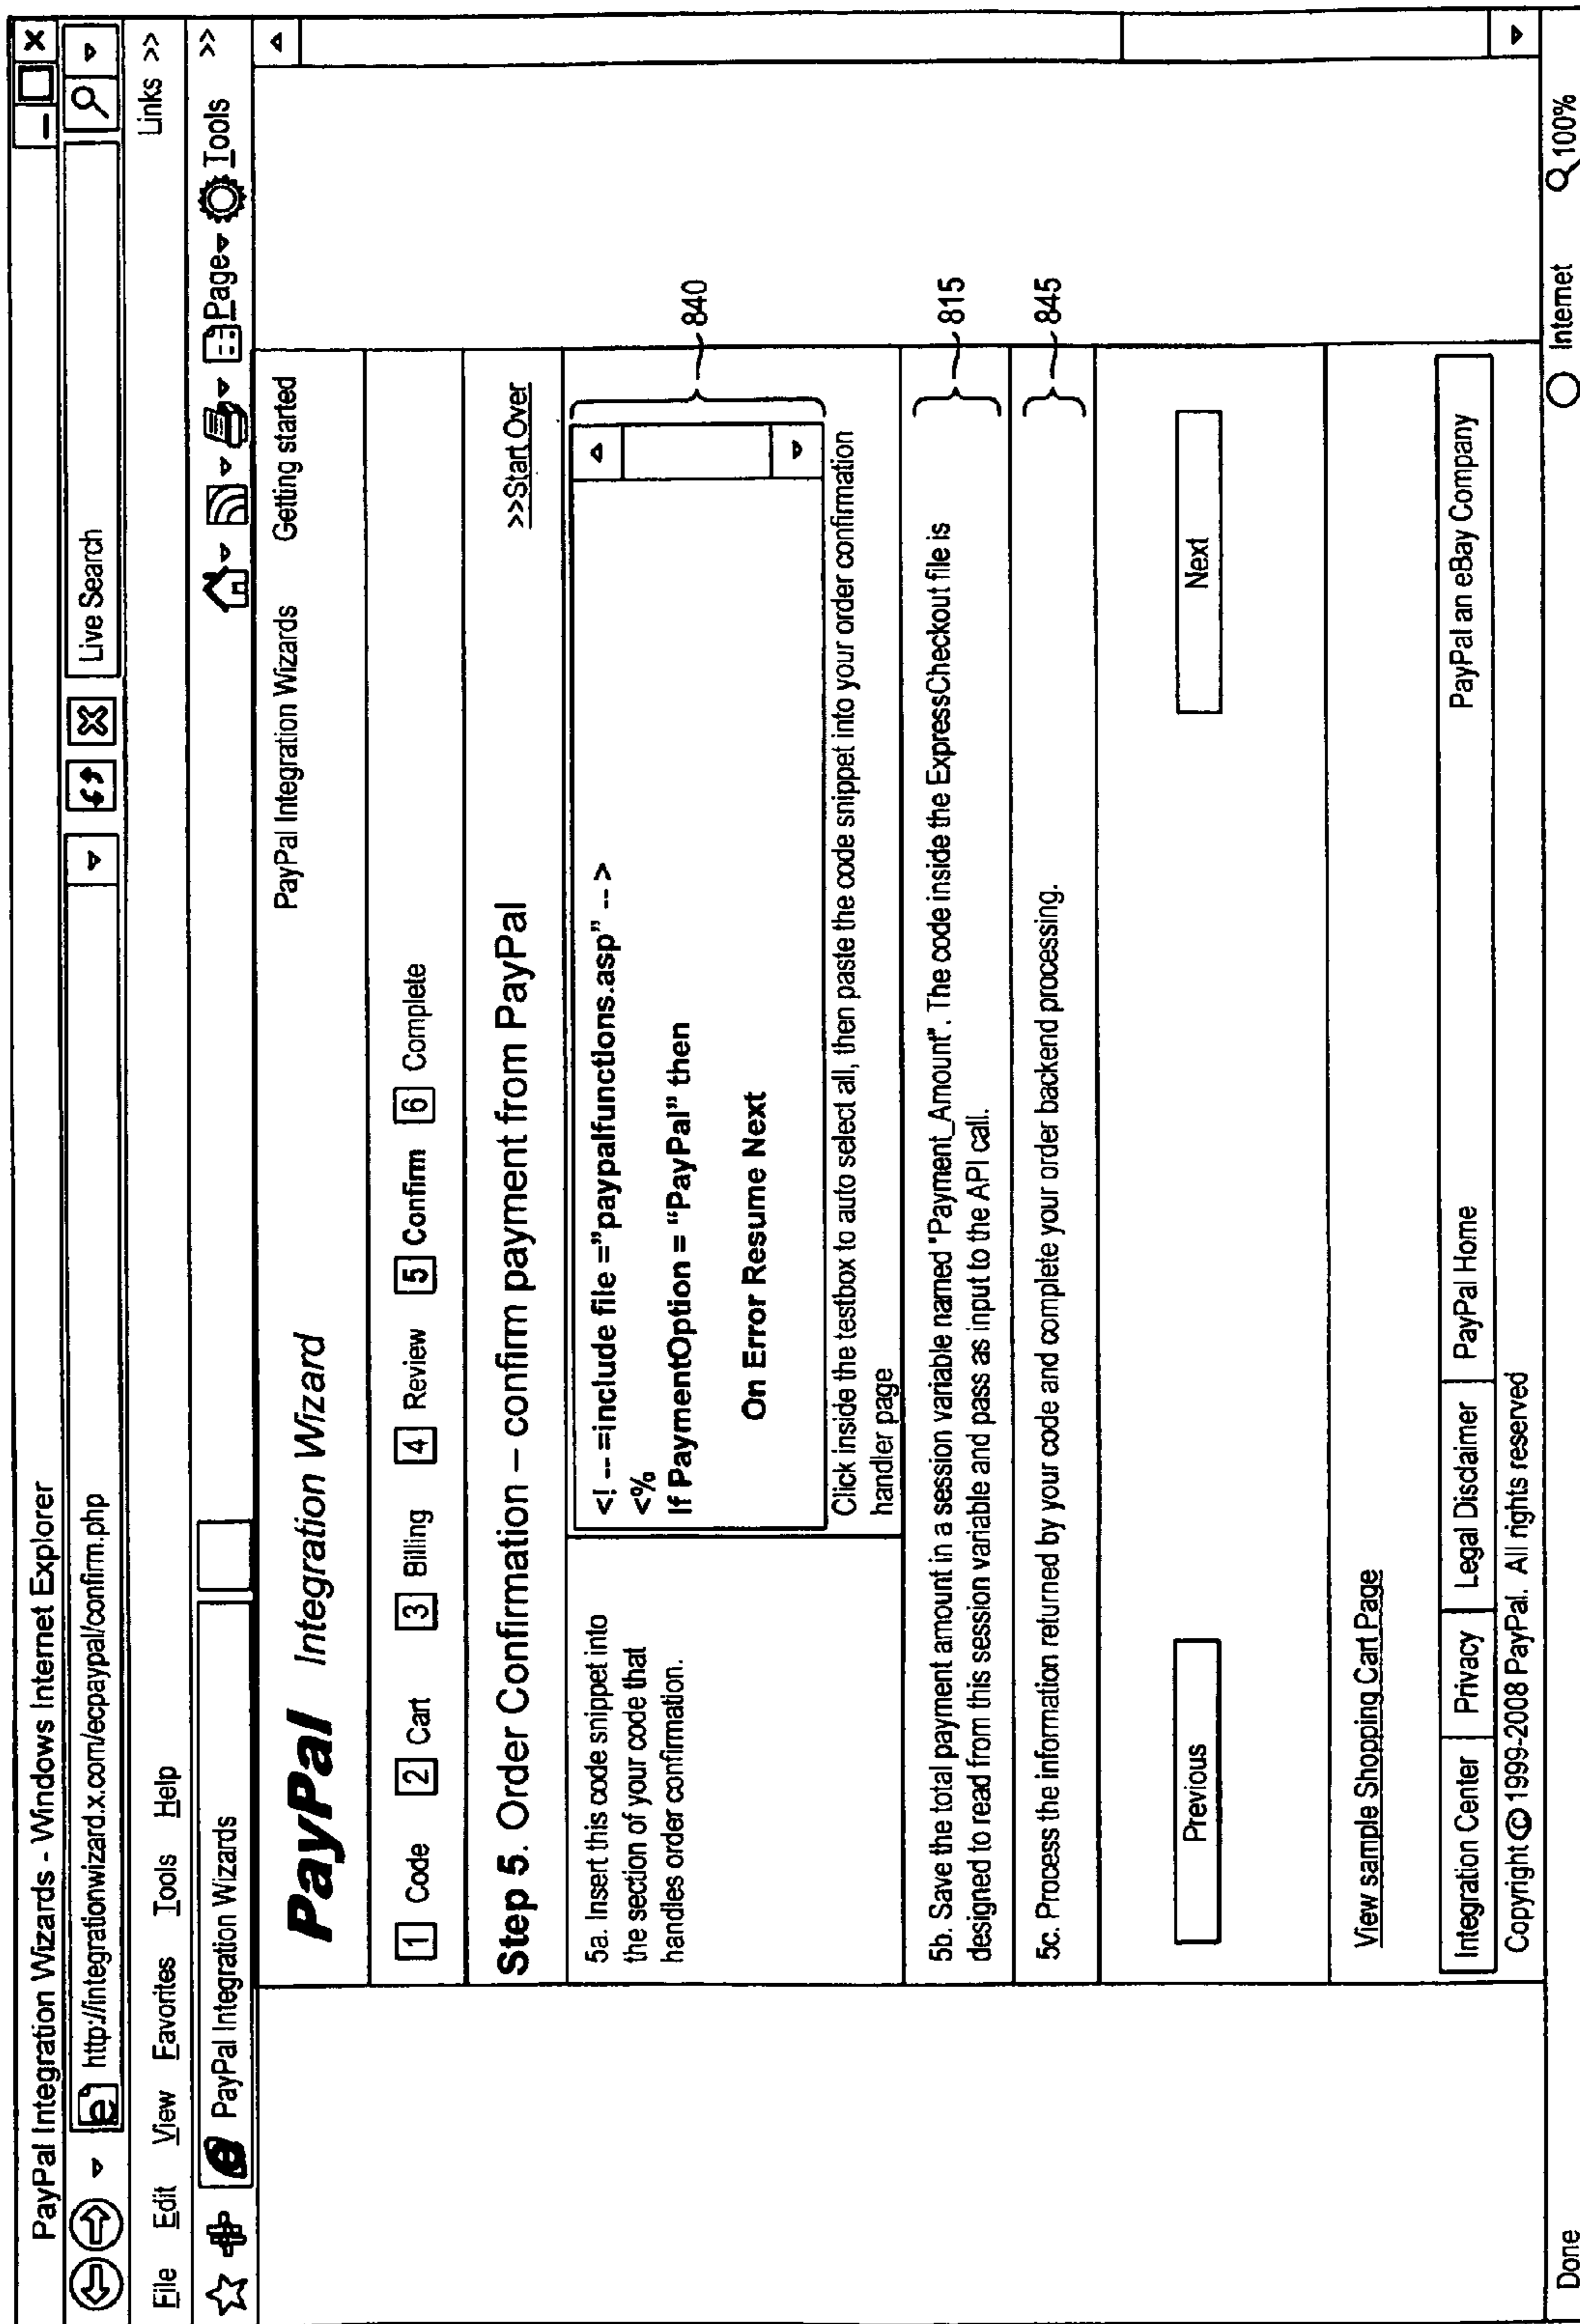 PayPal Integration Wizards - Windows Internet Explorer
http://integrationwizard.x.com/ecpaypal/confirm.php
Live Search
File Edit View Favorites Tools Help
Links >>
PayPal Integration Wizards
Page Tools >>
PayPal Integration Wizard
PayPal Integration Wizards Getting started
1 Code 2 Cart 3 Billing 4 Review 5 Confirm 6 Complete
Step 5. Order Confirmation – confirm payment from PayPal
>>Start Over
5a. Insert this code snippet into
the section of your code that
handles order confirmation.
<! -- =include file ="paypalfunctions.asp" -- >
<%
If PaymentOption = "PayPal" then
On Error Resume Next
840
Click inside the testbox to auto select all, then paste the code snippet into your order confirmation
handler page
5b. Save the total payment amount in a session variable named "Payment_Amount". The code inside the ExpressCheckout file is
designed to read from this session variable and pass as input to the API call.
815
5c. Process the information returned by your code and complete your order backend processing.
845
Previous
Next
View sample Shopping Cart Page
Integration Center Privacy Legal Disclaimer PayPal Home PayPal an eBay Company
Copyright © 1999-2008 PayPal. All rights reserved
Done Internet 100%